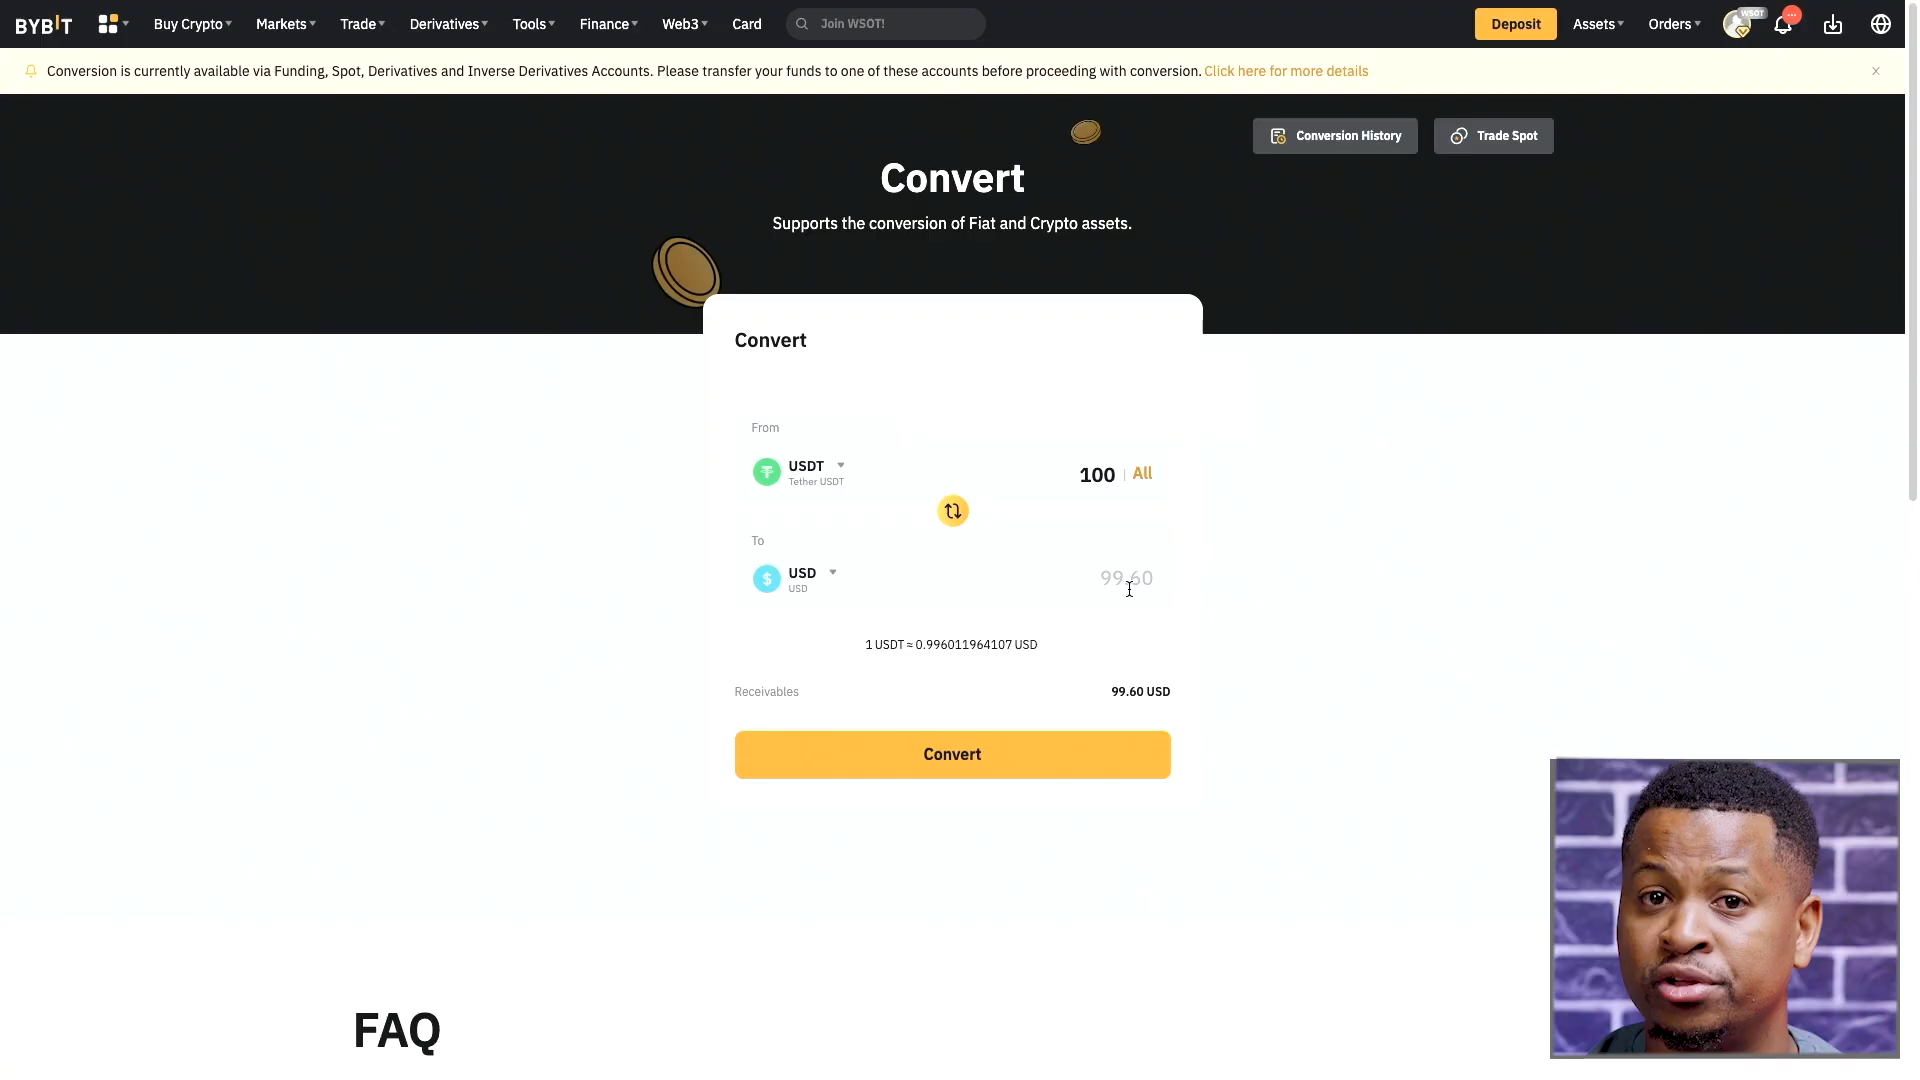 BYBIT
Buy Crypto Markets Trade Derivatives Tools Finance Web3 Card Join WSOT! Deposit Assets Orders WSOT
Conversion is currently available via Funding, Spot, Derivatives and Inverse Derivatives Accounts. Please transfer your funds to one of these accounts before proceeding with conversion. Click here for more details
Conversion History Trade Spot
Convert
Supports the conversion of Fiat and Crypto assets.
Convert
From
USDT 100 | All
Tether USDT
To
USD 99.60
USD
1 USDT ≈ 0.996011964107 USD
Receivables 99.60 USD
Convert
FAQ